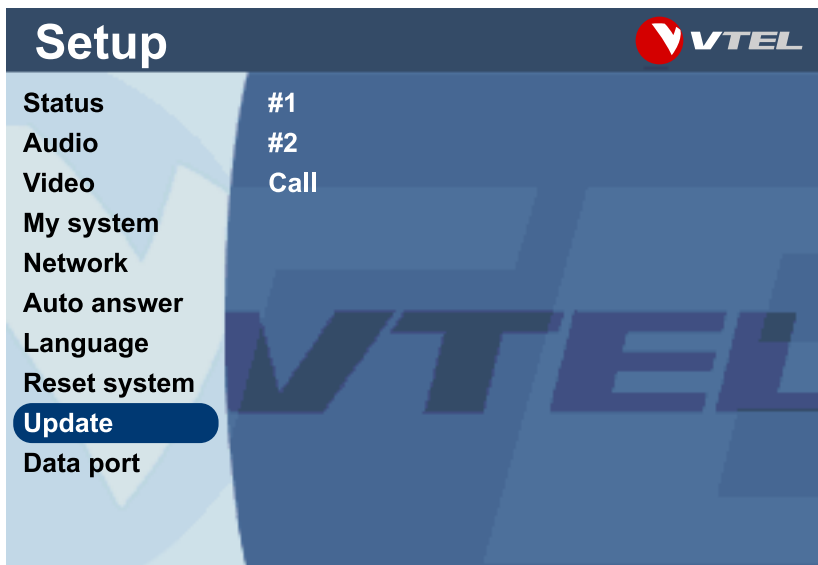 Setup
VTEL
Status
Audio
Video
My system
Network
Auto answer
Language
Reset system
Update
Data port
#1
#2
Call
VTEL